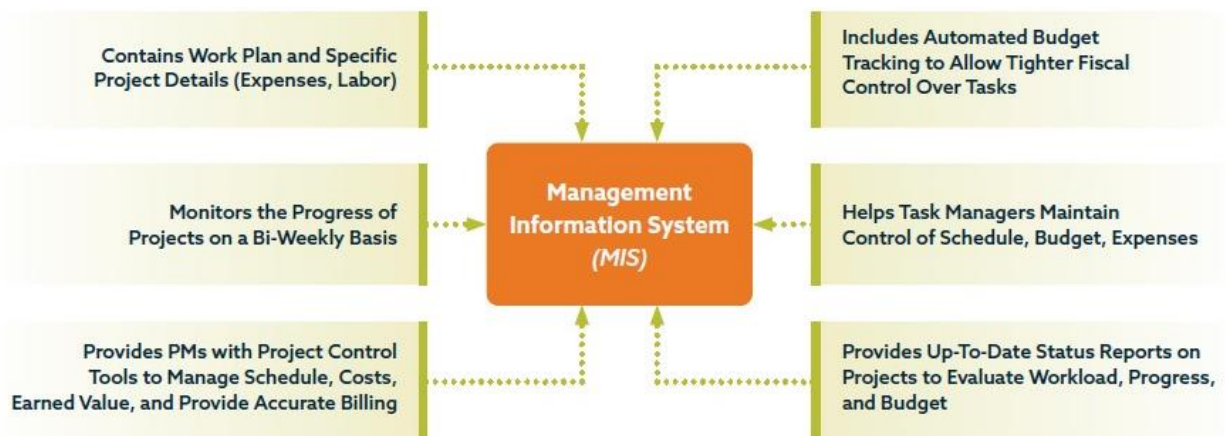 Contains Work Plan and Specific
Project Details (Expenses, Labor)
Includes Automated Budget
Tracking to Allow Tighter Fiscal
Control Over Tasks
Monitors the Progress of
Projects on a Bi-Weekly Basis
Management
Information System
(MIS)
Helps Task Managers Maintain
Control of Schedule, Budget, Expenses
Provides PMs with Project Control
Tools to Manage Schedule, Costs,
Earned Value, and Provide Accurate Billing
Provides Up-To-Date Status Reports on
Projects to Evaluate Workload, Progress,
and Budget